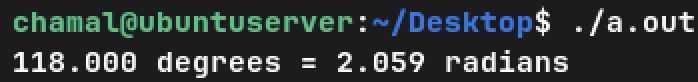 chamal@ubuntuserver:~/Desktop$ ./a.out
118.000 degrees = 2.059 radians